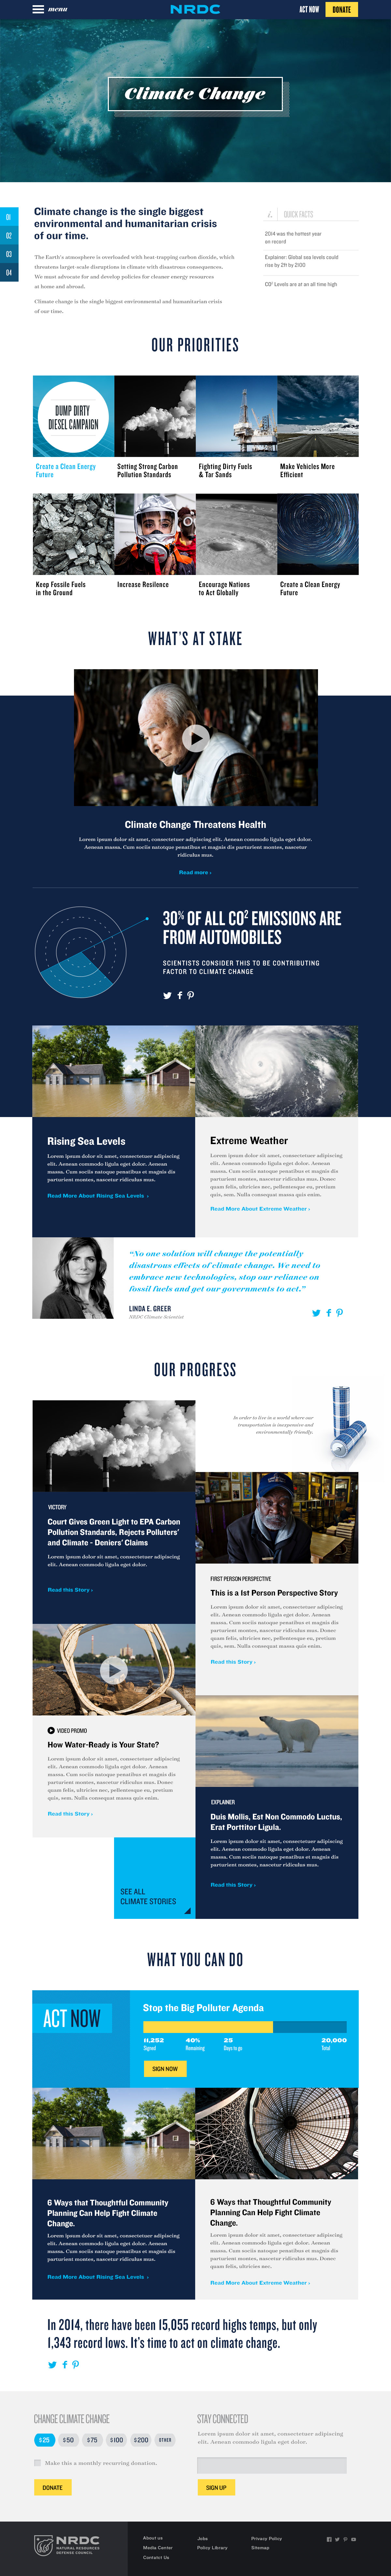 menu
NRDC
ACT NOW
DONATE
Climate Change
01
02
03
04
Climate change is the single biggest
environmental and humanitarian crisis
of our time.
The Earth's atmosphere is overloaded with heat-trapping carbon dioxide, which
threatens large-scale disruptions in climate with disastrous consequences.
We must advocate for and develop policies for cleaner energy resources
at home and abroad.
Climate change is the single biggest environmental and humanitarian crisis
of our time.
QUICK FACTS
2014 was the hottest year
on record
Explainer: Global sea levels could
rise by 2ft by 2100
CO² Levels are at an all time high
OUR PRIORITIES
DUMP DIRTY
DIESEL CAMPAIGN
Create a Clean Energy
Future
Setting Strong Carbon
Pollution Standards
Fighting Dirty Fuels
& Tar Sands
Make Vehicles More
Efficient
Keep Fossile Fuels
in the Ground
Increase Resilence
Encourage Nations
to Act Globally
Create a Clean Energy
Future
WHAT'S AT STAKE
Climate Change Threatens Health
Lorem ipsum dolor sit amet, consectetuer adipiscing elit. Aenean commodo ligula eget dolor.
Aenean massa. Cum sociis natoque penatibus et magnis dis parturient montes, nascetur
ridiculus mus.
Read more ›
30% OF ALL CO² EMISSIONS ARE
FROM AUTOMOBILES
SCIENTISTS CONSIDER THIS TO BE CONTRIBUTING
FACTOR TO CLIMATE CHANGE
Rising Sea Levels
Lorem ipsum dolor sit amet, consectetuer adipiscing
elit. Aenean commodo ligula eget dolor. Aenean
massa. Cum sociis natoque penatibus et magnis dis
parturient montes, nascetur ridiculus mus.
Read More About Rising Sea Levels ›
Extreme Weather
Lorem ipsum dolor sit amet, consectetuer adipiscing
elit. Aenean commodo ligula eget dolor. Aenean
massa. Cum sociis natoque penatibus et magnis dis
parturient montes, nascetur ridiculus mus. Donec
quam felis, ultricies nec, pellentesque eu, pretium
quis, sem. Nulla consequat massa quis enim.
Read More About Extreme Weather ›
"No one solution will change the potentially
disastrous effects of climate change. We need to
embrace new technologies, stop our reliance on
fossil fuels and get our governments to act."
LINDA E. GREER
NRDC Climate Scientist
OUR PROGRESS
In order to live in a world where our
transportation is inexpensive and
environmentally friendly.
VICTORY
Court Gives Green Light to EPA Carbon
Pollution Standards, Rejects Polluters'
and Climate - Deniers' Claims
Lorem ipsum dolor sit amet, consectetuer adipiscing
elit. Aenean commodo ligula eget dolor.
Read this Story ›
FIRST PERSON PERSPECTIVE
This is a 1st Person Perspective Story
Lorem ipsum dolor sit amet, consectetuer adipiscing
elit. Aenean commodo ligula eget dolor. Aenean
massa. Cum sociis natoque penatibus et magnis dis
parturient montes, nascetur ridiculus mus. Donec
quam felis, ultricies nec, pellentesque eu, pretium
quis, sem. Nulla consequat massa quis enim.
Read this Story ›
VIDEO PROMO
How Water-Ready is Your State?
Lorem ipsum dolor sit amet, consectetuer adipiscing
elit. Aenean commodo ligula eget dolor. Aenean
massa. Cum sociis natoque penatibus et magnis dis
parturient montes, nascetur ridiculus mus. Donec
quam felis, ultricies nec, pellentesque eu, pretium
quis, sem. Nulla consequat massa quis enim.
Read this Story ›
EXPLAINER
Duis Mollis, Est Non Commodo Luctus,
Erat Porttitor Ligula.
Lorem ipsum dolor sit amet, consectetuer adipiscing
elit. Aenean commodo ligula eget dolor. Aenean
massa. Cum sociis natoque penatibus et magnis dis
parturient montes, nascetur ridiculus mus.
Read this Story ›
SEE ALL
CLIMATE STORIES
WHAT YOU CAN DO
ACT NOW
Stop the Big Polluter Agenda
11,252
Signed
40%
Remaining
25
Days to go
20,000
Total
SIGN NOW
6 Ways that Thoughtful Community
Planning Can Help Fight Climate
Change.
Lorem ipsum dolor sit amet, consectetuer adipiscing
elit. Aenean commodo ligula eget dolor. Aenean
massa. Cum sociis natoque penatibus et magnis dis
parturient montes, nascetur ridiculus mus.
Read More About Rising Sea Levels ›
6 Ways that Thoughtful Community
Planning Can Help Fight Climate
Change.
Lorem ipsum dolor sit amet, consectetuer adipiscing
elit. Aenean commodo ligula eget dolor. Aenean
massa. Cum sociis natoque penatibus et magnis dis
parturient montes, nascetur ridiculus mus. Donec
quam felis, ultricies nec.
Read More About Extreme Weather ›
In 2014, there have been 15,055 record highs temps, but only
1,343 record lows. It's time to act on climate change.
CHANGE CLIMATE CHANGE
$25
$50
$75
$100
$200
OTHER
Make this a monthly recurring donation.
DONATE
STAY CONNECTED
Lorem ipsum dolor sit amet, consectetuer adipiscing
elit. Aenean commodo ligula eget dolor.
SIGN UP
NRDC
NATURAL RESOURCES
DEFENSE COUNCIL
About us
Media Center
Contatct Us
Jobs
Policy Library
Privacy Policy
Sitemap